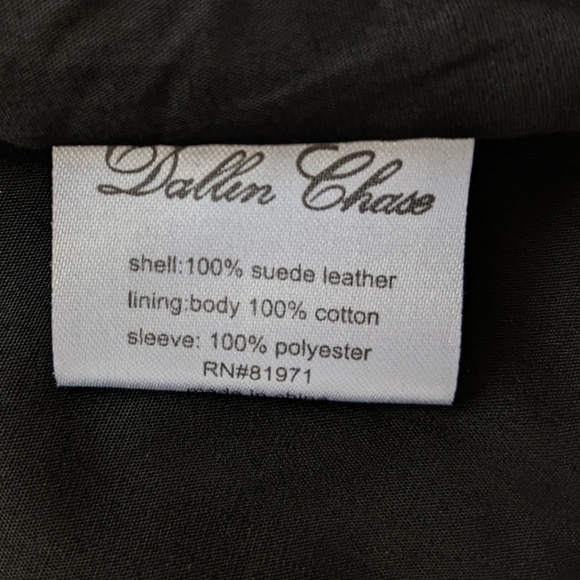 Dallin Chase
shell:100% suede leather
lining:body 100% cotton
sleeve: 100% polyester
RN#81971